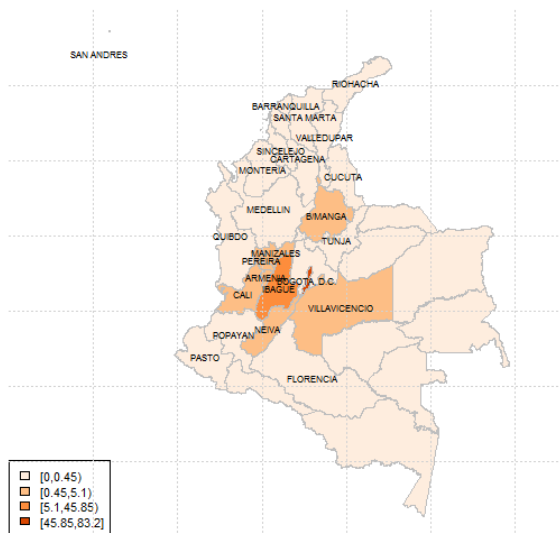 SAN ANDRES
RIOHACHA
BARRANQUILLA
SANTA MARTA
VALLEDUPAR
SINCELEJO
CARTAGENA
MONTERIA
CUCUTA
MEDELLIN
B/MANGA
QUIBDO
TUNJA
MANIZALES
PEREIRA
ARMENIA
BOGOTA, D.C.
IBAGUE
CALI
VILLAVICENCIO
NEIVA
POPAYAN
PASTO
FLORENCIA
[0,0.45)
[0.45,5.1)
[5.1,45.85)
[45.85,83.2]